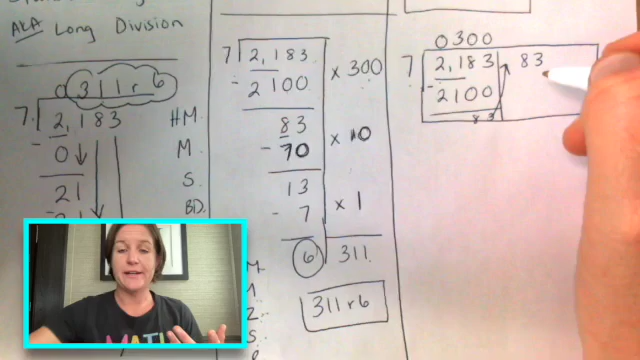 AKA Long Division
0 3 1 1 r 6
7 2,183 HM
- 0 M
21 S.
BD.
M
S.
7 2,183
- 2100 x 300
83
- 70 x 10
13
- 7 x 1
6 311
311 r 6
0300
7 2,183 83
- 2100
83
MATH